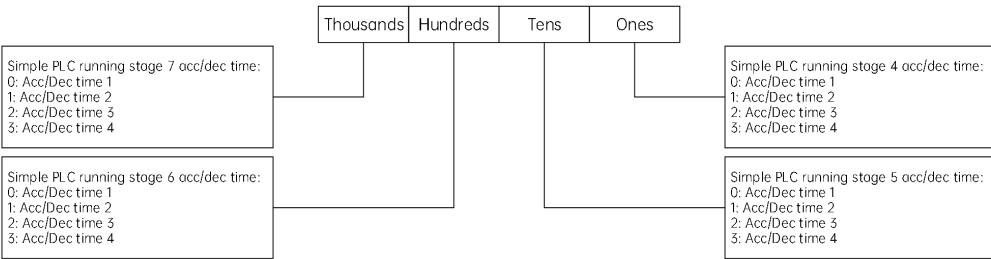 Thousands Hundreds Tens Ones
Simple PLC running stage 7 acc/dec time:
0: Acc/Dec time 1
1: Acc/Dec time 2
2: Acc/Dec time 3
3: Acc/Dec time 4
Simple PLC running stage 4 acc/dec time:
0: Acc/Dec time 1
1: Acc/Dec time 2
2: Acc/Dec time 3
3: Acc/Dec time 4
Simple PLC running stage 6 acc/dec time:
0: Acc/Dec time 1
1: Acc/Dec time 2
2: Acc/Dec time 3
3: Acc/Dec time 4
Simple PLC running stage 5 acc/dec time:
0: Acc/Dec time 1
1: Acc/Dec time 2
2: Acc/Dec time 3
3: Acc/Dec time 4